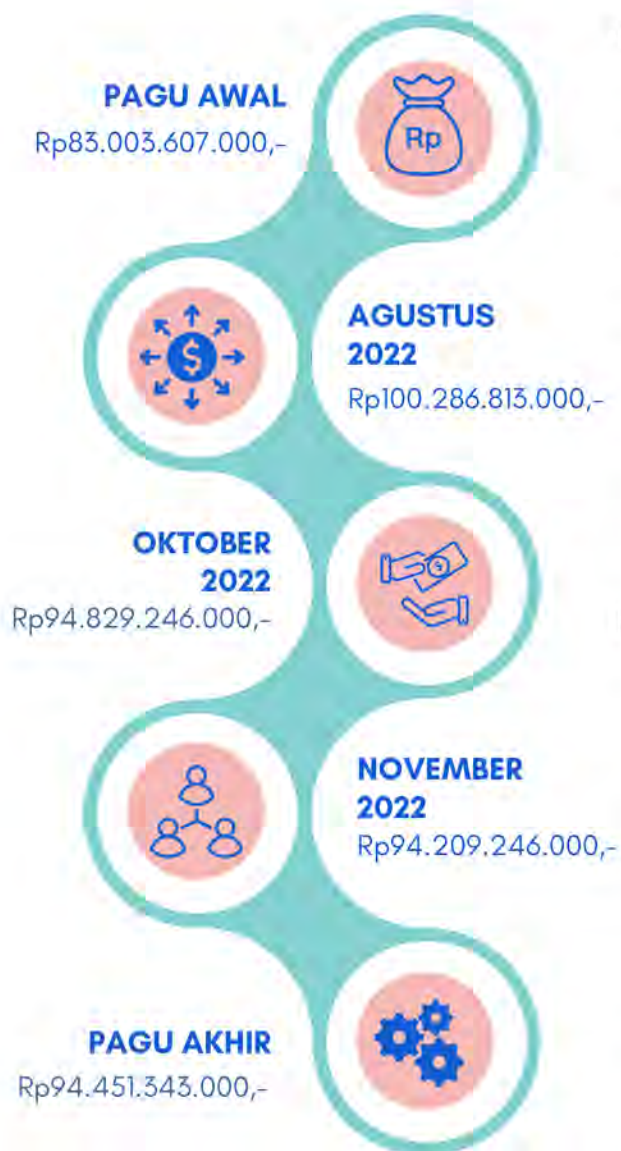 PAGU AWAL
Rp83.003.607.000,-
Rp
AGUSTUS
2022
Rp100.286.813.000,-
OKTOBER
2022
Rp94.829.246.000,-
NOVEMBER
2022
Rp94.209.246.000,-
PAGU AKHIR
Rp94.451.343.000,-